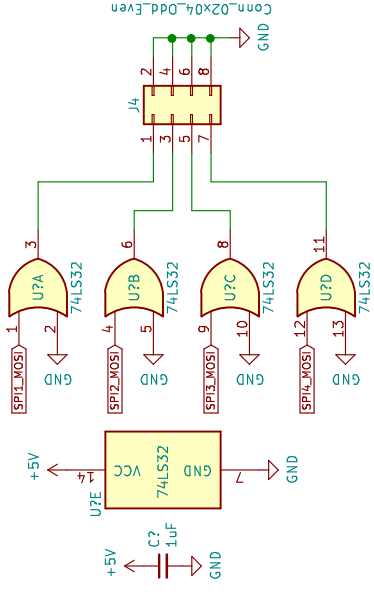 Conn_02x04_Odd_Even
GND
2
4
6
8
J4
1
3
5
7
3
6
8
11
U?A
74LS32
U?B
74LS32
U?C
74LS32
U?D
74LS32
1
2
4
5
9
10
12
13
SPI1_MOSI
GND
SPI2_MOSI
GND
SPI3_MOSI
GND
SPI4_MOSI
GND
+5V
14
VCC
74LS32
GND
7
GND
U?E
+5V
C?
1uF
GND